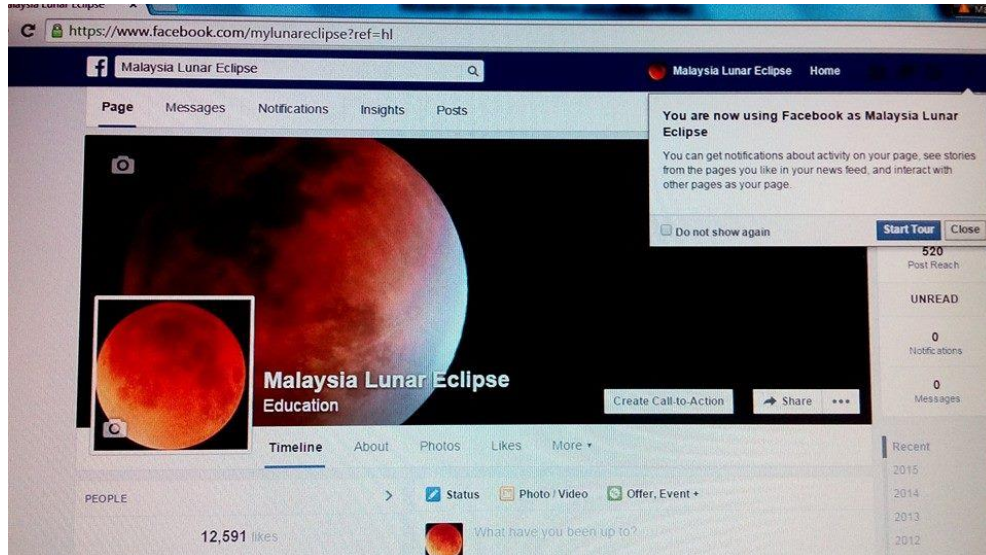 aysia Lunar Eclipse
https://www.facebook.com/mylunareclipse?ref=hl
f Malaysia Lunar Eclipse
Malaysia Lunar Eclipse Home
Page Messages Notifications Insights Posts
You are now using Facebook as Malaysia Lunar
Eclipse
You can get notifications about activity on your page, see stories
from the pages you like in your news feed, and interact with
other pages as your page.
Do not show again
Start Tour Close
520
Post Reach
UNREAD
0
Notifications
0
Messages
Malaysia Lunar Eclipse
Education
Create Call-to-Action Share
Timeline About Photos Likes More
Recent
2015
2014
2013
2012
PEOPLE
12,591 likes
Status Photo / Video Offer, Event +
What have you been up to?